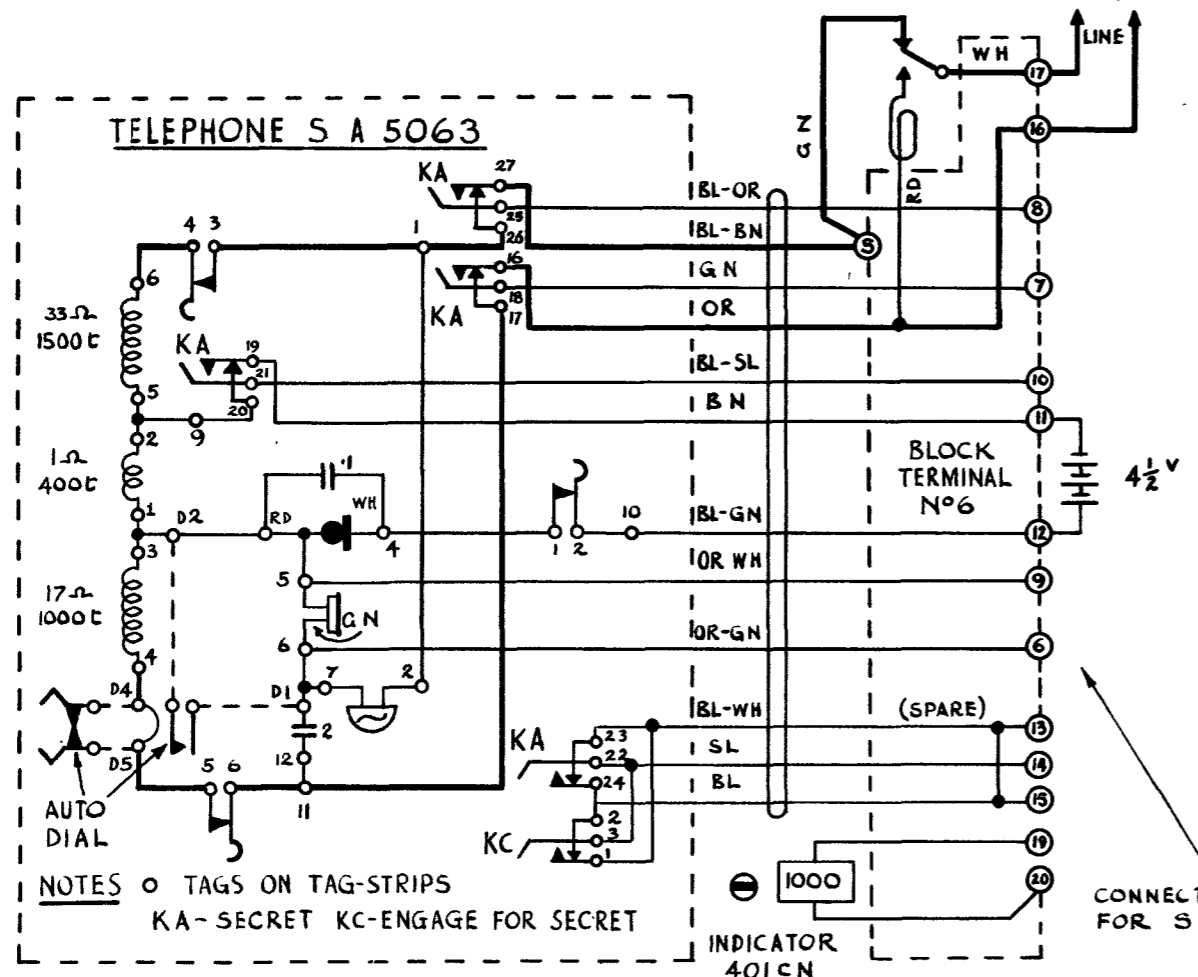 LINE
WH
17
16
GN
RD
S
TELEPHONE S A 5063
KA
27
25
26
BL-OR
8
BL-BN
4 3
1
16
18
17
GN
7
KA
OR
6
33Ω
1500t
KA
19
21
20
BL-SL
10
5
9
BN
11
2
1Ω
400t
1
BLOCK
TERMINAL
Nº6
4½ V
D2
RD
·1
WH
4
1 2
10
BL-GN
12
3
5
OR WH
9
17Ω
1000t
GN
6
OR-GN
6
4
D4
D1
7
2
2
12
D5
5 6
11
AUTO
DIAL
KA
23
22
24
BL-WH
(SPARE)
13
SL
14
BL
15
KC
2
3
1
19
1000
20
NOTES O TAGS ON TAG-STRIPS
KA-SECRET KC-ENGAGE FOR SECRET
INDICATOR
401CN
CONNECT
FOR S